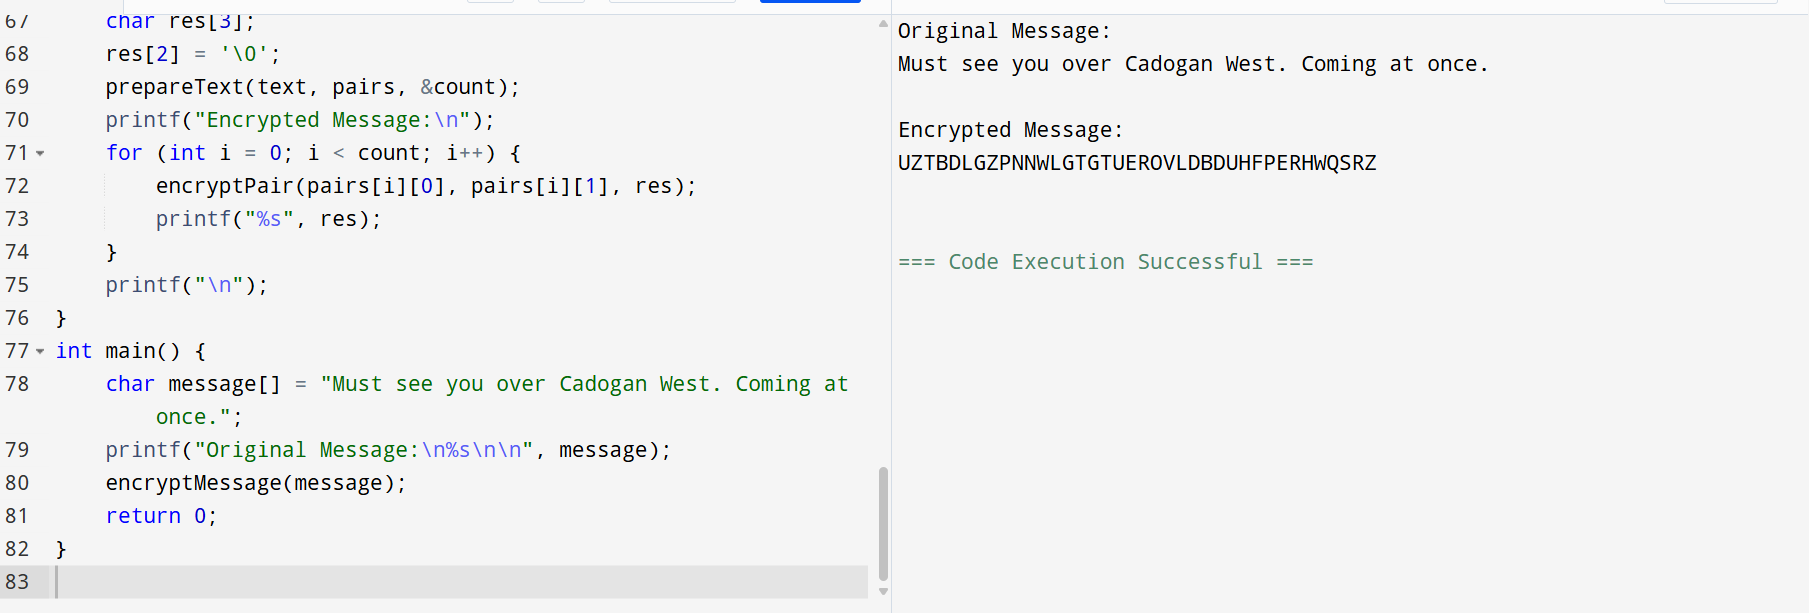 67 char res[3];
68 res[2] = '\0';
69 prepareText(text, pairs, &count);
70 printf("Encrypted Message:\n");
71 for (int i = 0; i < count; i++) {
72 encryptPair(pairs[i][0], pairs[i][1], res);
73 printf("%s", res);
74 }
75 printf("\n");
76 }
77 int main() {
78 char message[] = "Must see you over Cadogan West. Coming at
once.";
79 printf("Original Message:\n%s\n\n", message);
80 encryptMessage(message);
81 return 0;
82 }
83
Original Message:
Must see you over Cadogan West. Coming at once.
Encrypted Message:
UZTBDLGZPNNWLGTGTUEROVLDBDUHFPERHWQSRZ
=== Code Execution Successful ===